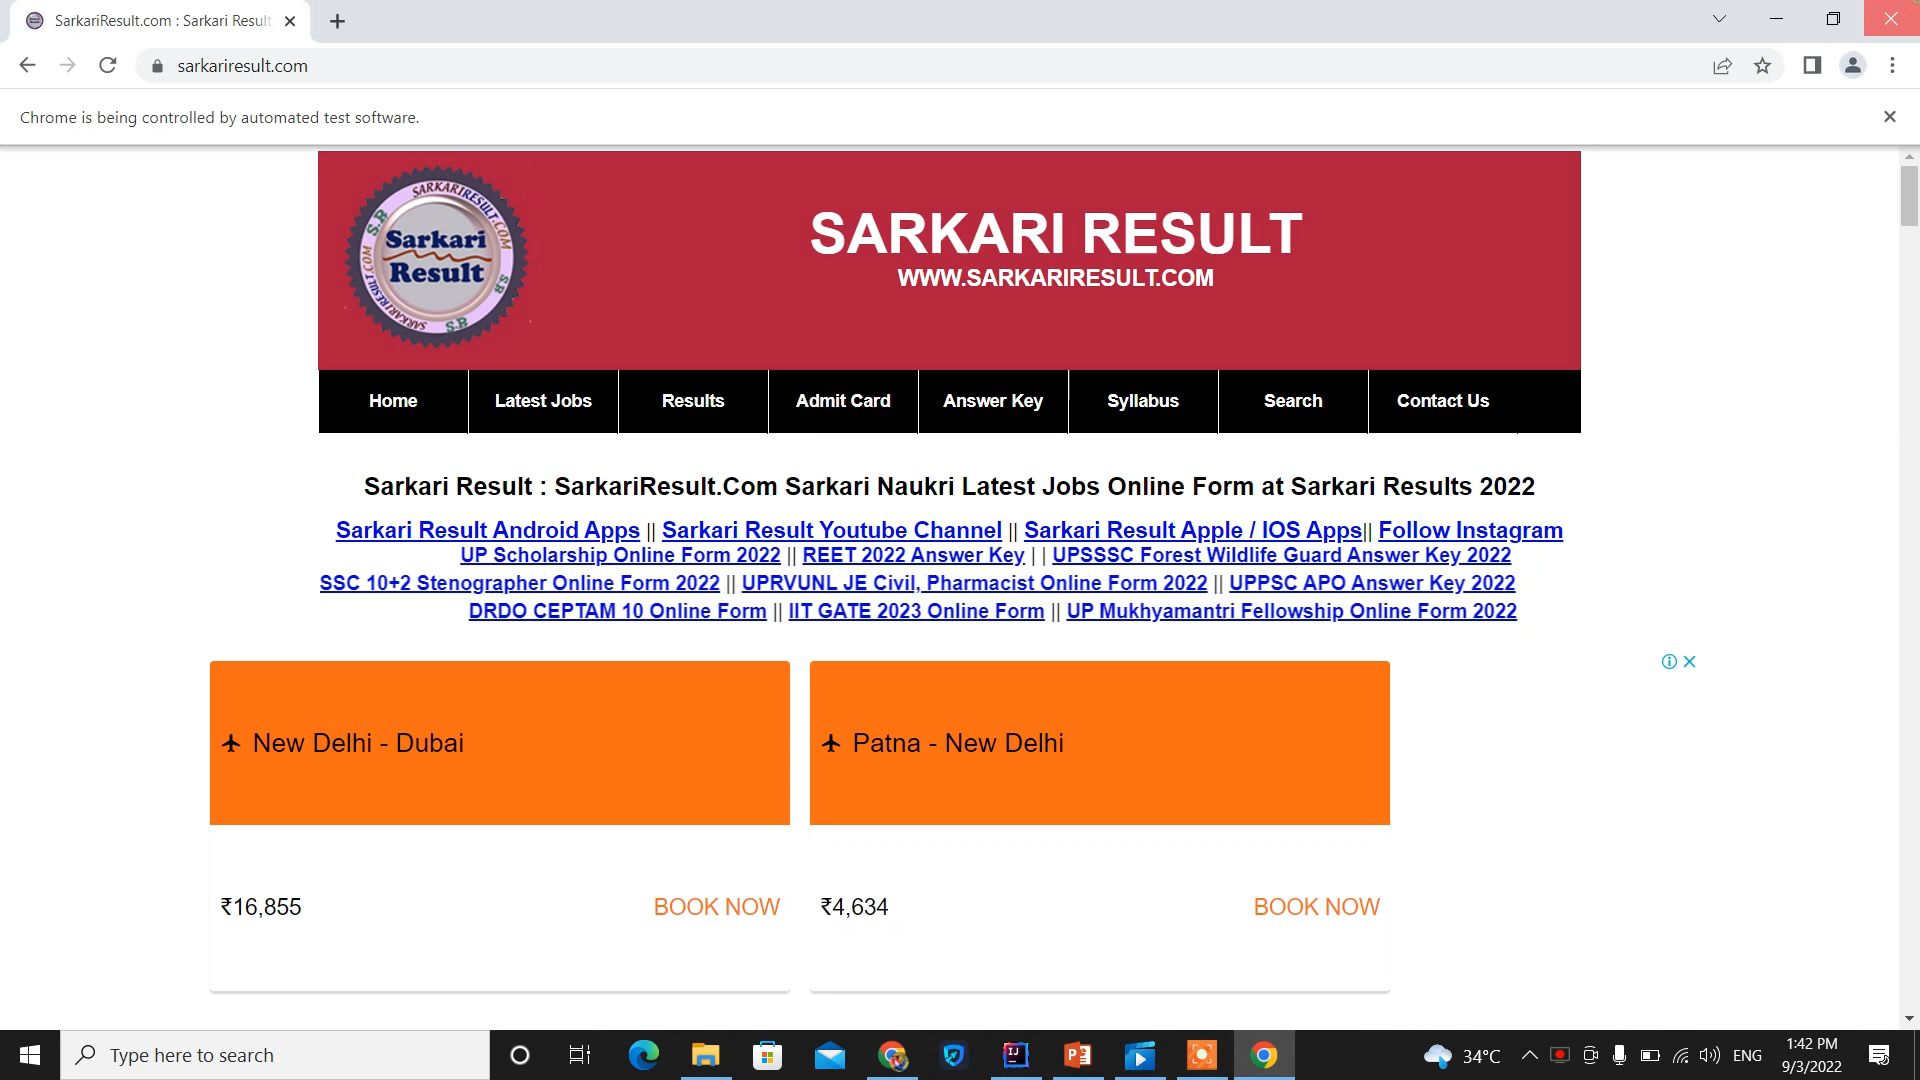 SarkariResult.com : Sarkari Result
sarkariresult.com
Chrome is being controlled by automated test software.
SARKARIRESULT.COM
S.R
Sarkari
Result
SARKARIRESULT.COM
S.R
SARKARI RESULT
WWW.SARKARIRESULT.COM
Home Latest Jobs Results Admit Card Answer Key Syllabus Search Contact Us
Sarkari Result : SarkariResult.Com Sarkari Naukri Latest Jobs Online Form at Sarkari Results 2022
Sarkari Result Android Apps || Sarkari Result Youtube Channel || Sarkari Result Apple / IOS Apps|| Follow Instagram
UP Scholarship Online Form 2022 || REET 2022 Answer Key | | UPSSSC Forest Wildlife Guard Answer Key 2022
SSC 10+2 Stenographer Online Form 2022 || UPRVUNL JE Civil, Pharmacist Online Form 2022 || UPPSC APO Answer Key 2022
DRDO CEPTAM 10 Online Form || IIT GATE 2023 Online Form || UP Mukhyamantri Fellowship Online Form 2022
New Delhi - Dubai
Patna - New Delhi
₹16,855 BOOK NOW
₹4,634 BOOK NOW
Type here to search
34°C
ENG
1:42 PM
9/3/2022